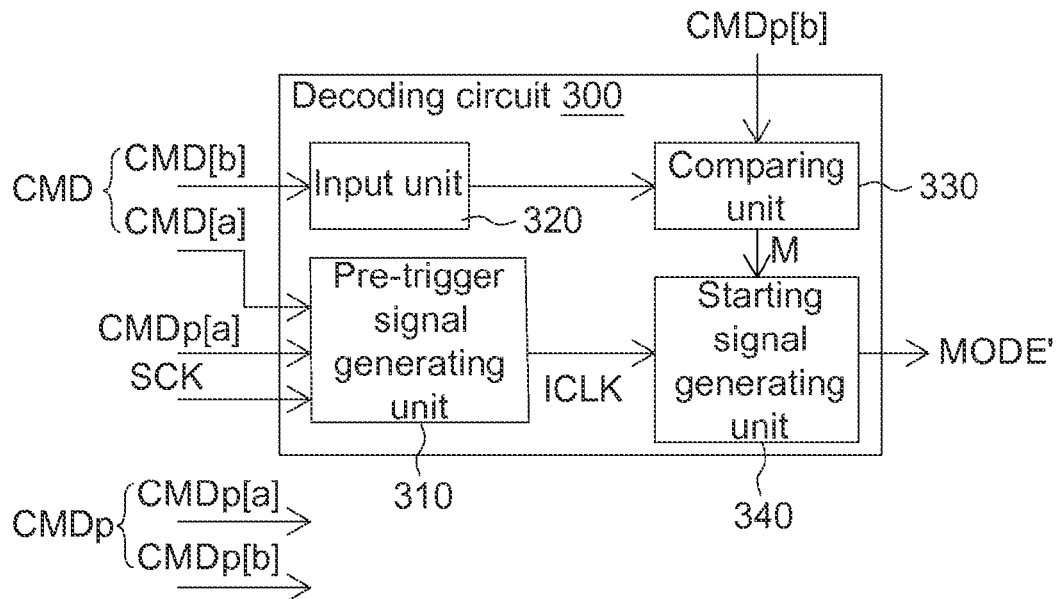 CMDp[b]
Decoding circuit 300
CMD
CMD[b]
CMD[a]
Input unit
320
Comparing
unit
330
M
CMDp[a]
SCK
Pre-trigger
signal
generating
unit
310
ICLK
Starting
signal
generating
unit
340
MODE'
CMDp
CMDp[a]
CMDp[b]